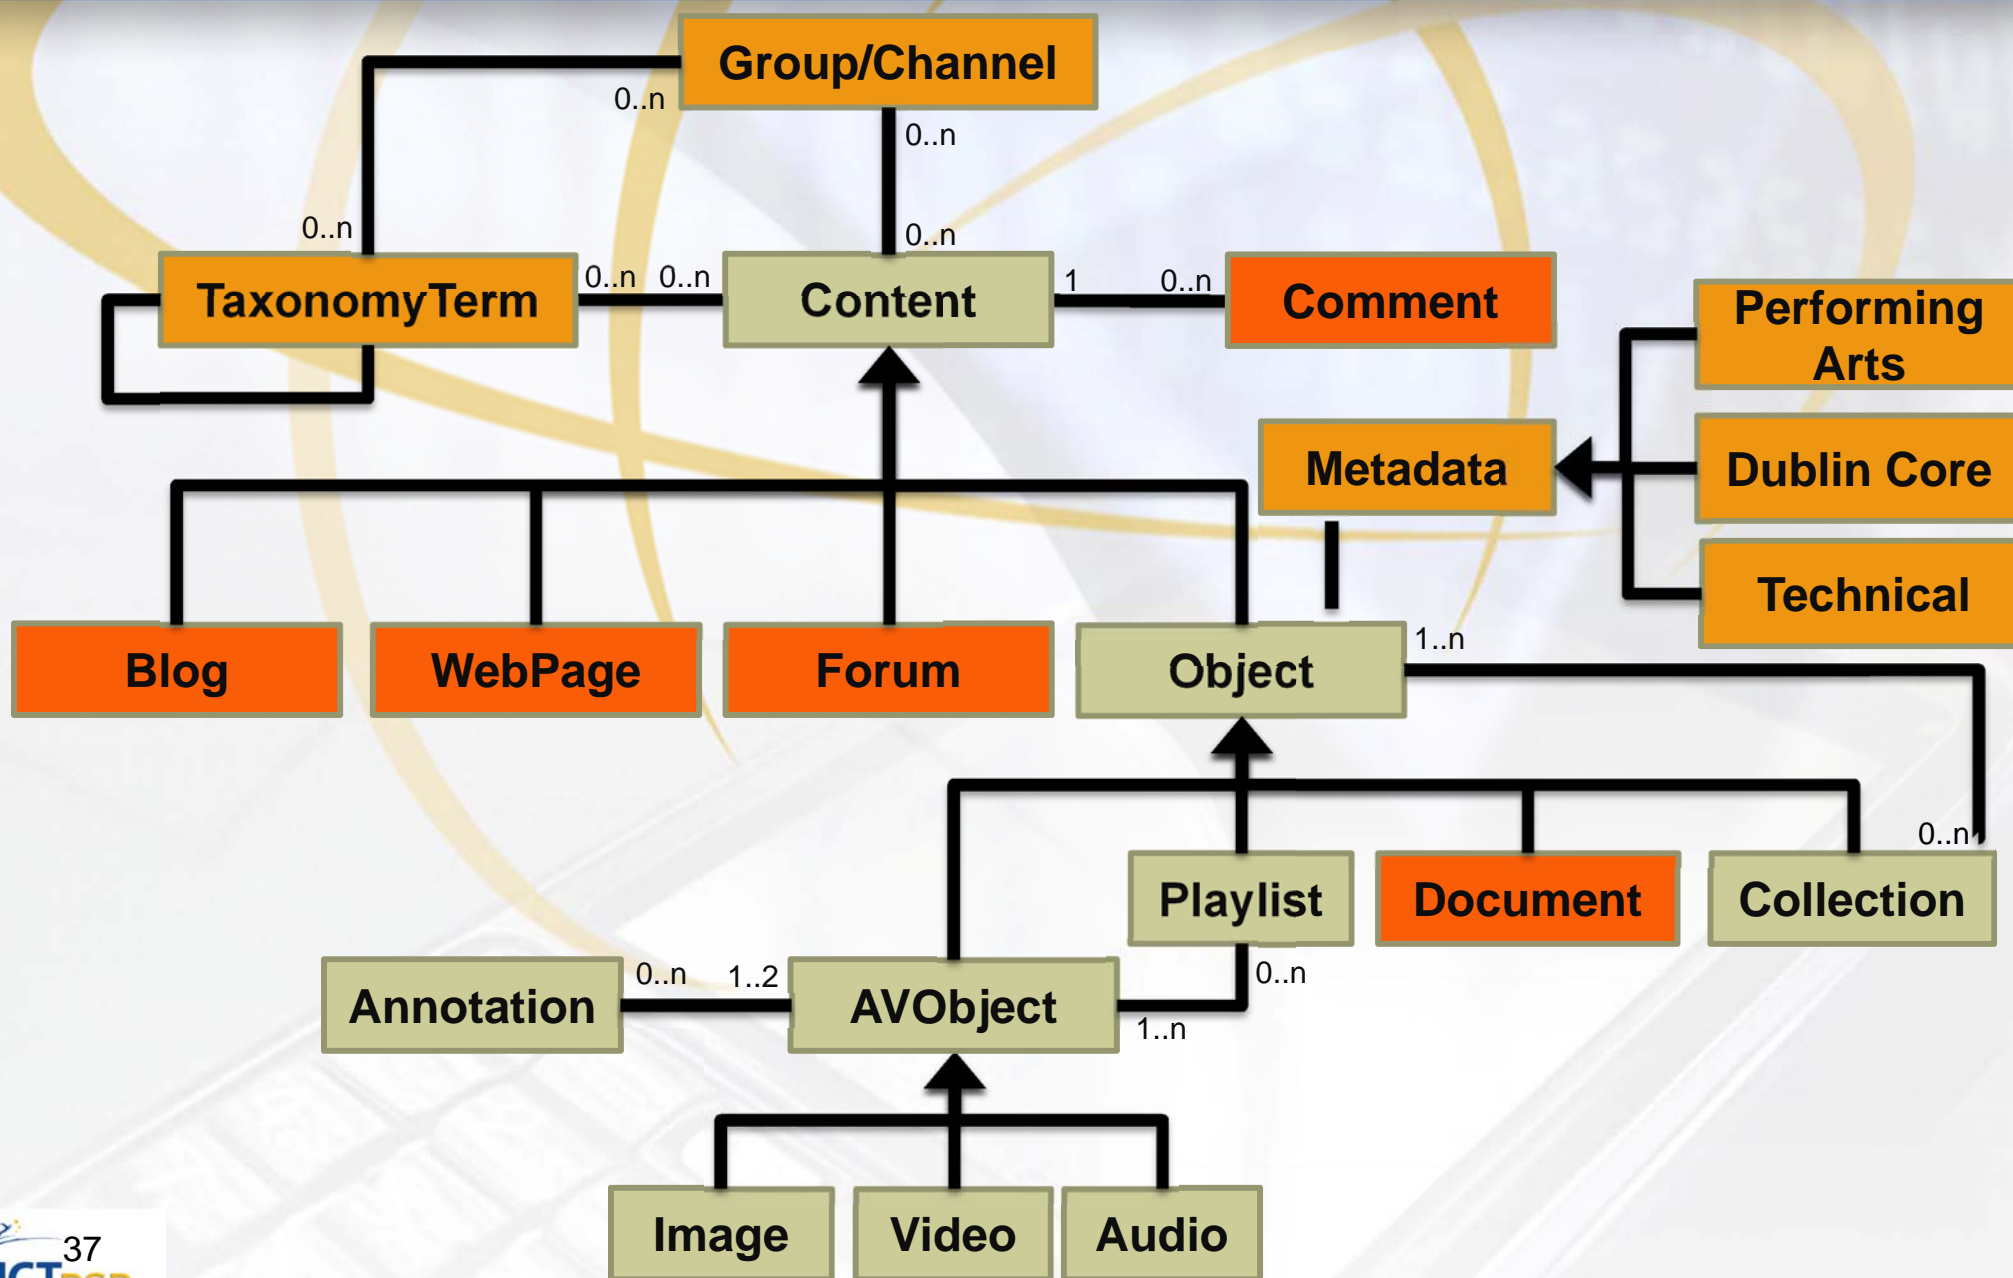 Group/Channel
0..n
0..n
0..n
0..n
TaxonomyTerm
0..n
0..n
Content
1
0..n
Comment
Performing
Arts
Metadata
Dublin Core
Technical
Blog
WebPage
Forum
Object
1..n
0..n
Playlist
Document
Collection
Annotation
0..n
1..2
AVObject
0..n
1..n
Image
Video
Audio
37